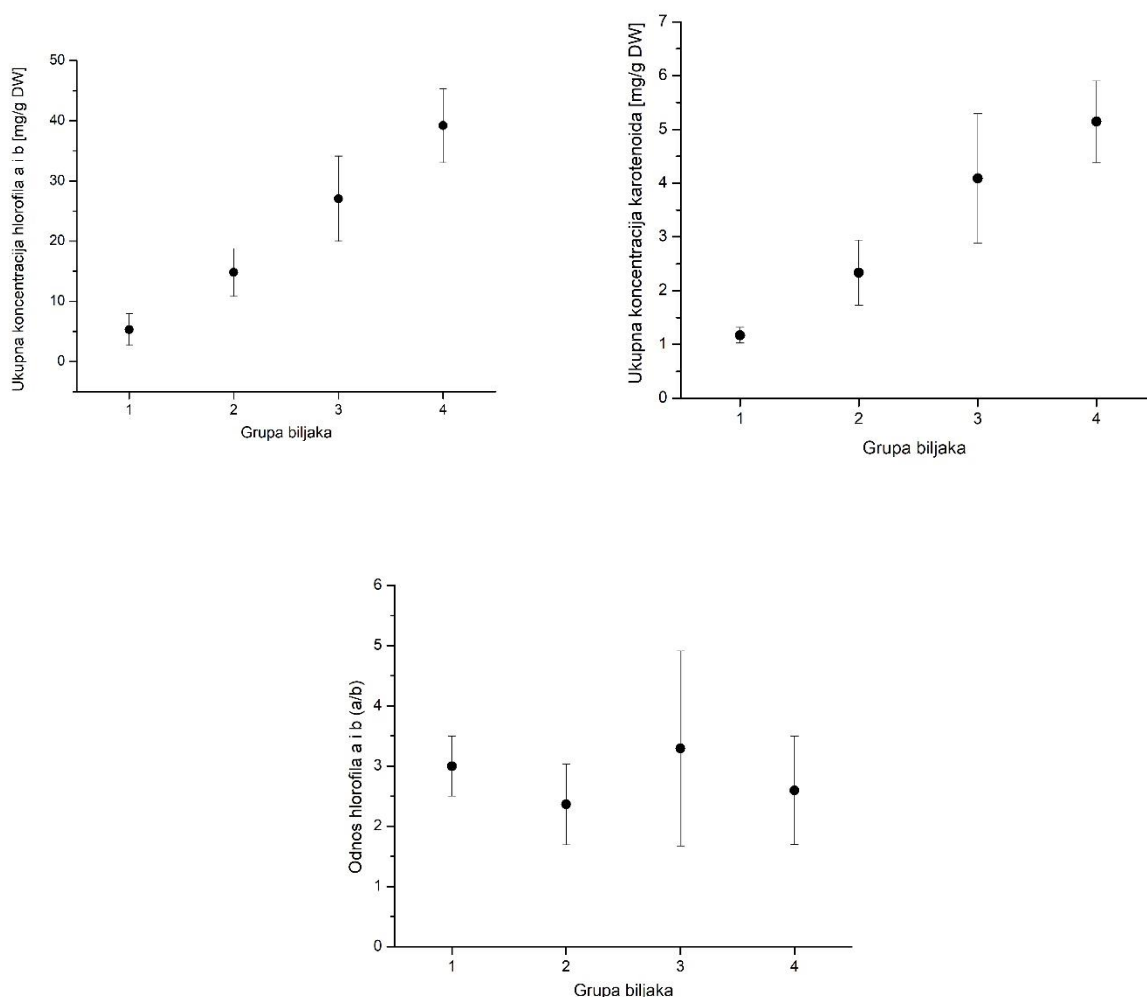 Ukupna koncentracija hlorofila a i b [mg/g DW]
50
40
30
20
10
0
1 2 3 4
Grupa biljaka
Ukupna koncentracija karotenoida [mg/g DW]
7
6
5
4
3
2
1
0
1 2 3 4
Grupa biljaka
Odnos hlorofila a i b (a/b)
6
5
4
3
2
1
0
1 2 3 4
Grupa biljaka